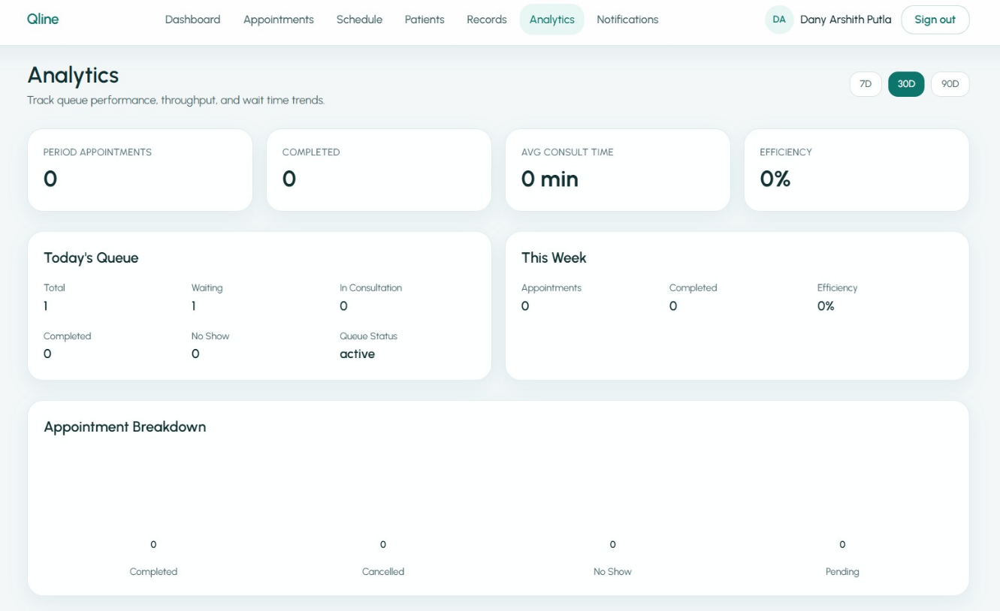 Qline Dashboard Appointments Schedule Patients Records Analytics Notifications DA Dany Arshith Putla Sign out
Analytics
Track queue performance, throughput, and wait time trends.
7D 30D 90D
PERIOD APPOINTMENTS COMPLETED AVG CONSULT TIME EFFICIENCY
0 0 0 min 0%
Today's Queue
Total Waiting In Consultation
1 1 0
Completed No Show Queue Status
0 0 active
This Week
Appointments Completed Efficiency
0 0 0%
Appointment Breakdown
0 0 0 0
Completed Cancelled No Show Pending